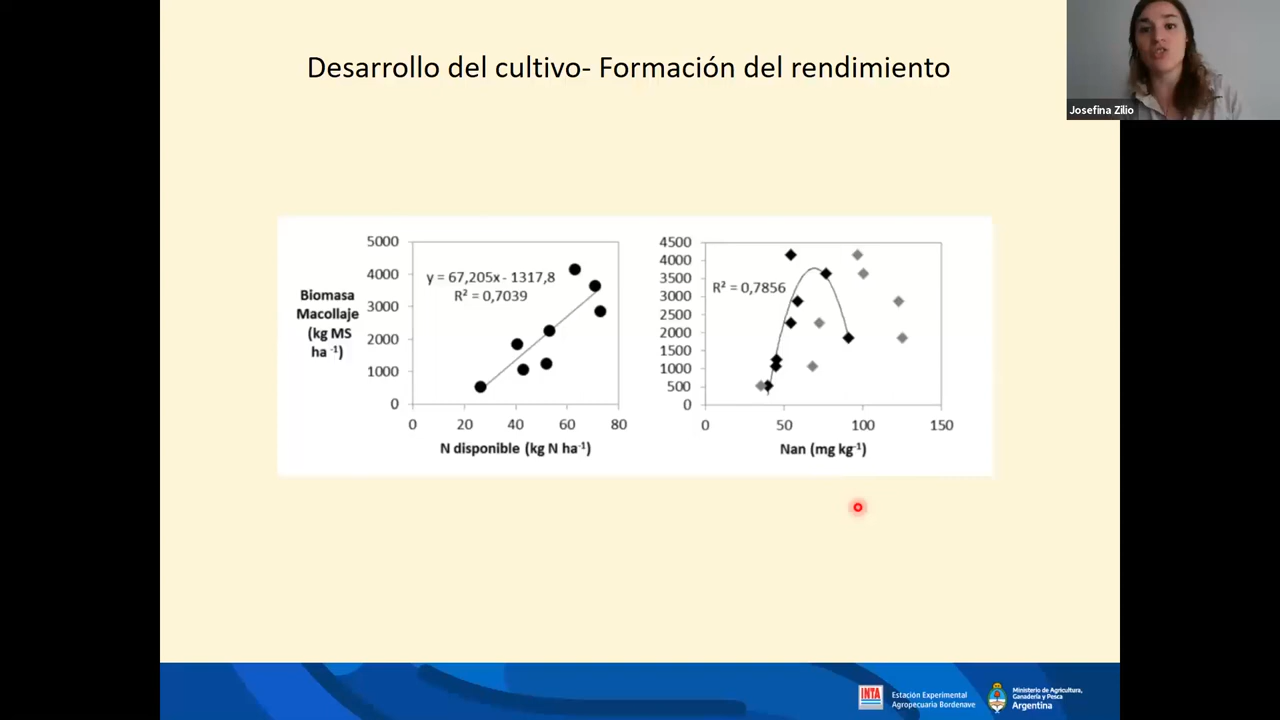 Desarrollo del cultivo- Formación del rendimiento
Josefina Zilio
Biomasa
Macollaje
(kg MS
ha -1)
5000
4000
3000
2000
1000
0
y = 67,205x - 1317,8
R² = 0,7039
0 20 40 60 80
N disponible (kg N ha-1)
4500
4000
3500
3000
2500
2000
1500
1000
500
0
R² = 0,7856
0 50 100 150
Nan (mg kg-1)
INTA
Estación Experimental
Agropecuaria Bordenave
Ministerio de Agricultura,
Ganadería y Pesca
Argentina